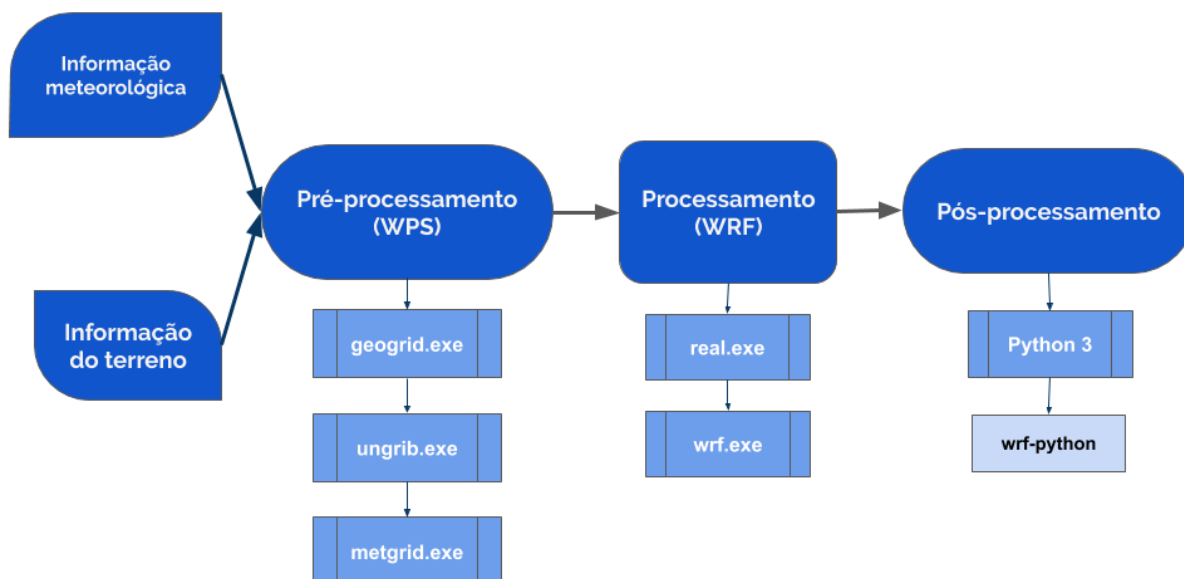 Informação
meteorológica
Informação
do terreno
Pré-processamento
(WPS)
geogrid.exe
ungrib.exe
metgrid.exe
Processamento
(WRF)
real.exe
wrf.exe
Pós-processamento
Python 3
wrf-python